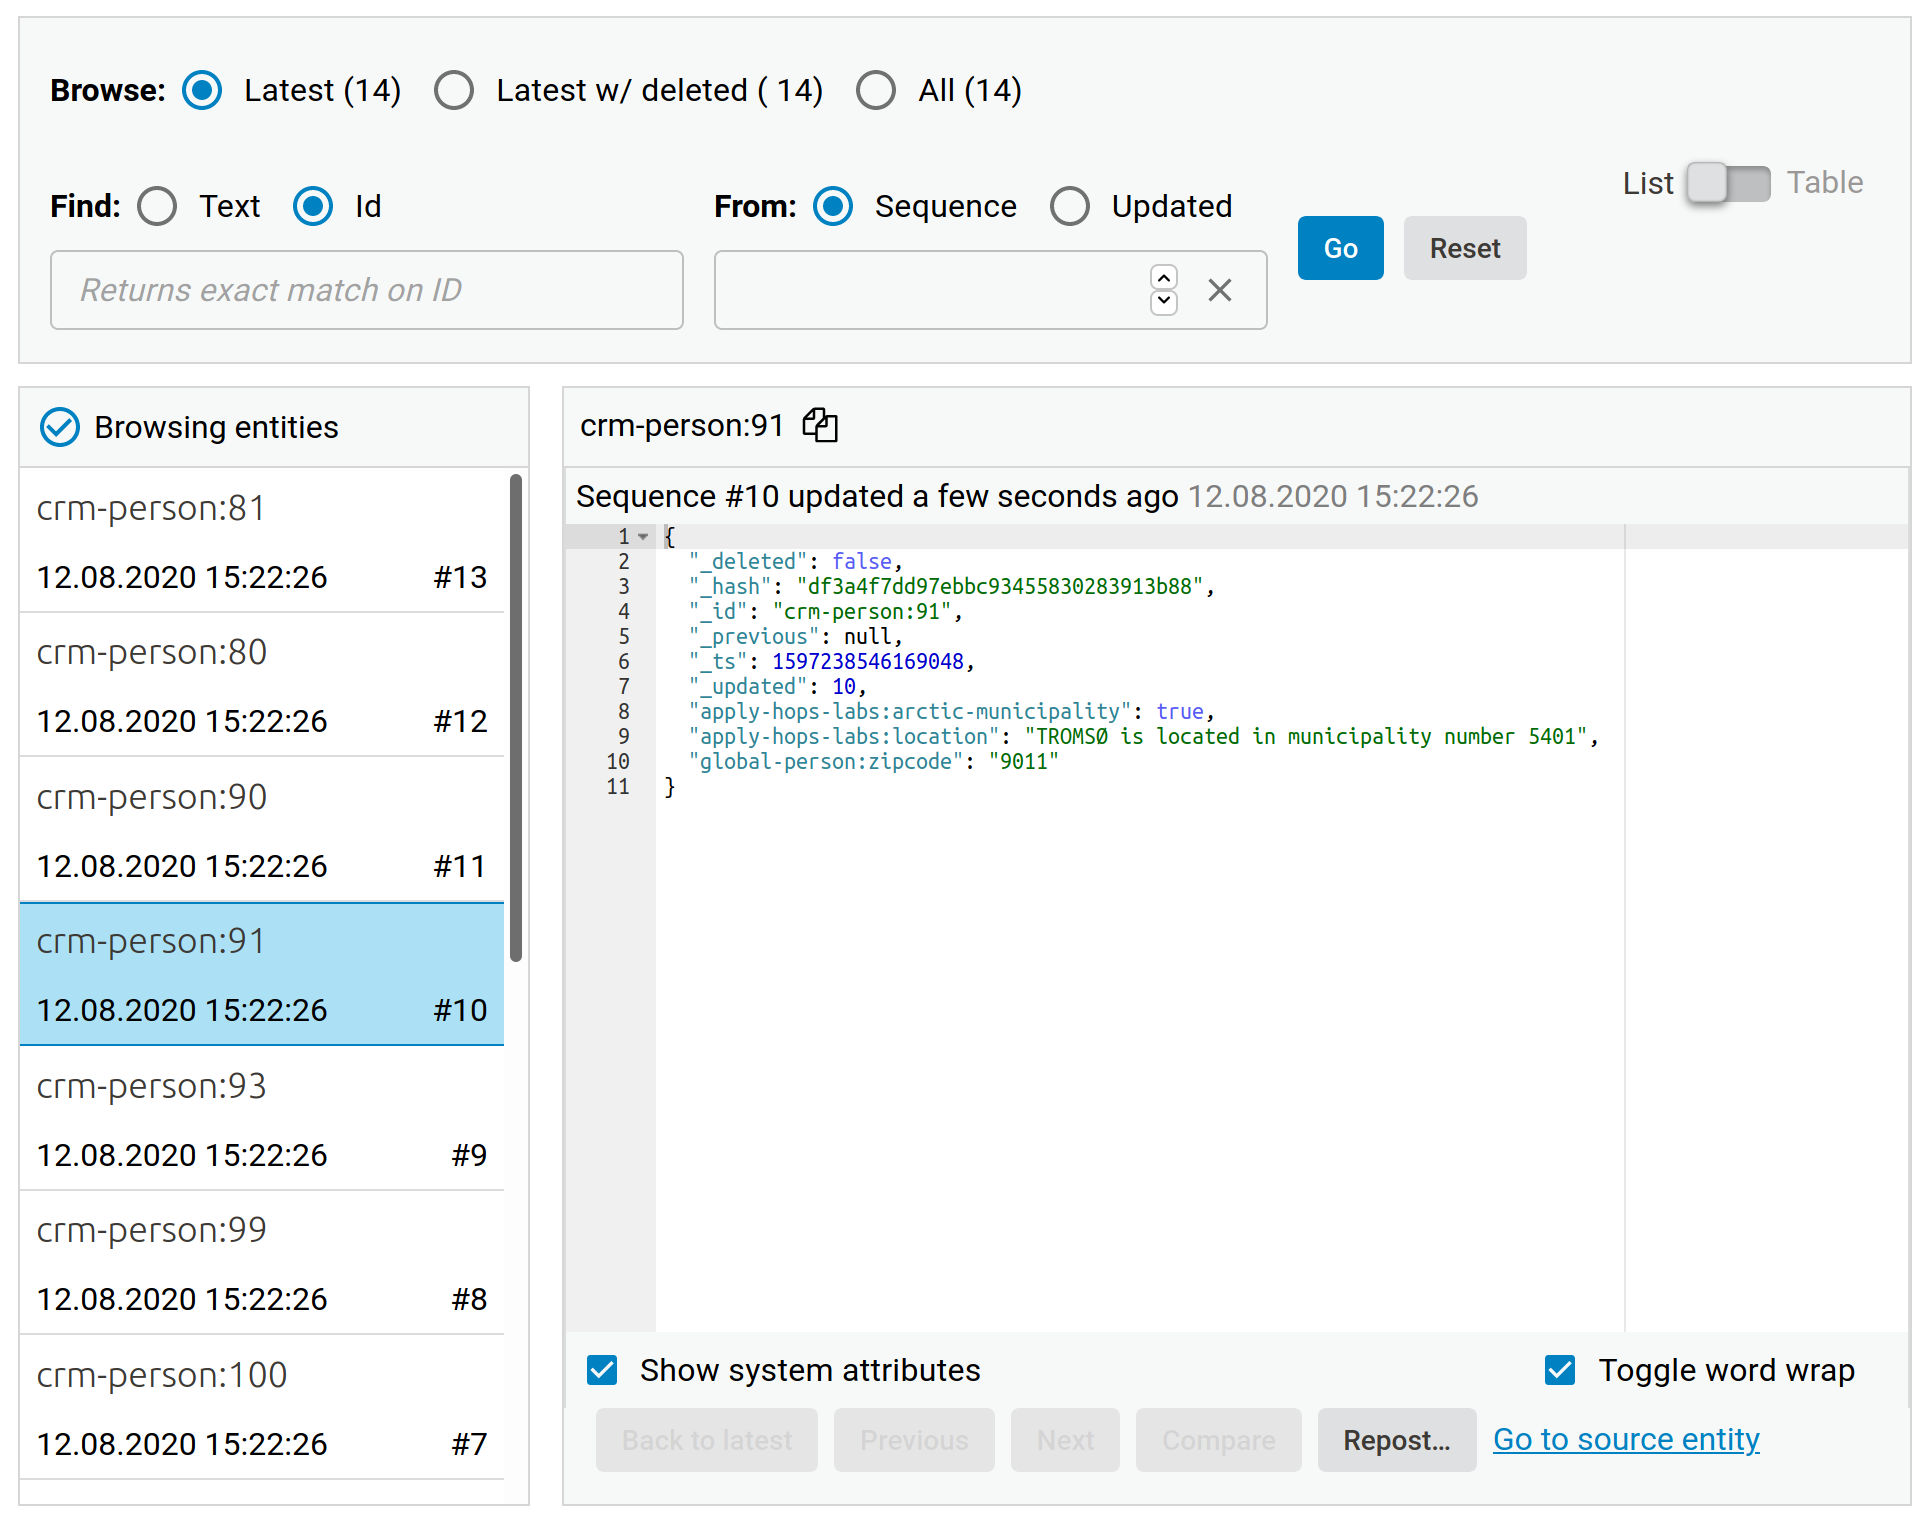 Browse: Latest (14) Latest w/ deleted ( 14) All (14)
List Table
Find: Text Id From: Sequence Updated
Go Reset
Returns exact match on ID
Browsing entities
crm-person:81
12.08.2020 15:22:26 #13
crm-person:80
12.08.2020 15:22:26 #12
crm-person:90
12.08.2020 15:22:26 #11
crm-person:91
12.08.2020 15:22:26 #10
crm-person:93
12.08.2020 15:22:26 #9
crm-person:99
12.08.2020 15:22:26 #8
crm-person:100
12.08.2020 15:22:26 #7
crm-person:91
Sequence #10 updated a few seconds ago 12.08.2020 15:22:26
1 {
2 "_deleted": false,
3 "_hash": "df3a4f7dd97ebbc93455830283913b88",
4 "_id": "crm-person:91",
5 "_previous": null,
6 "_ts": 1597238546169048,
7 "_updated": 10,
8 "apply-hops-labs:arctic-municipality": true,
9 "apply-hops-labs:location": "TROMSØ is located in municipality number 5401",
10 "global-person:zipcode": "9011"
11 }
Show system attributes Toggle word wrap
Back to latest Previous Next Compare Repost... Go to source entity